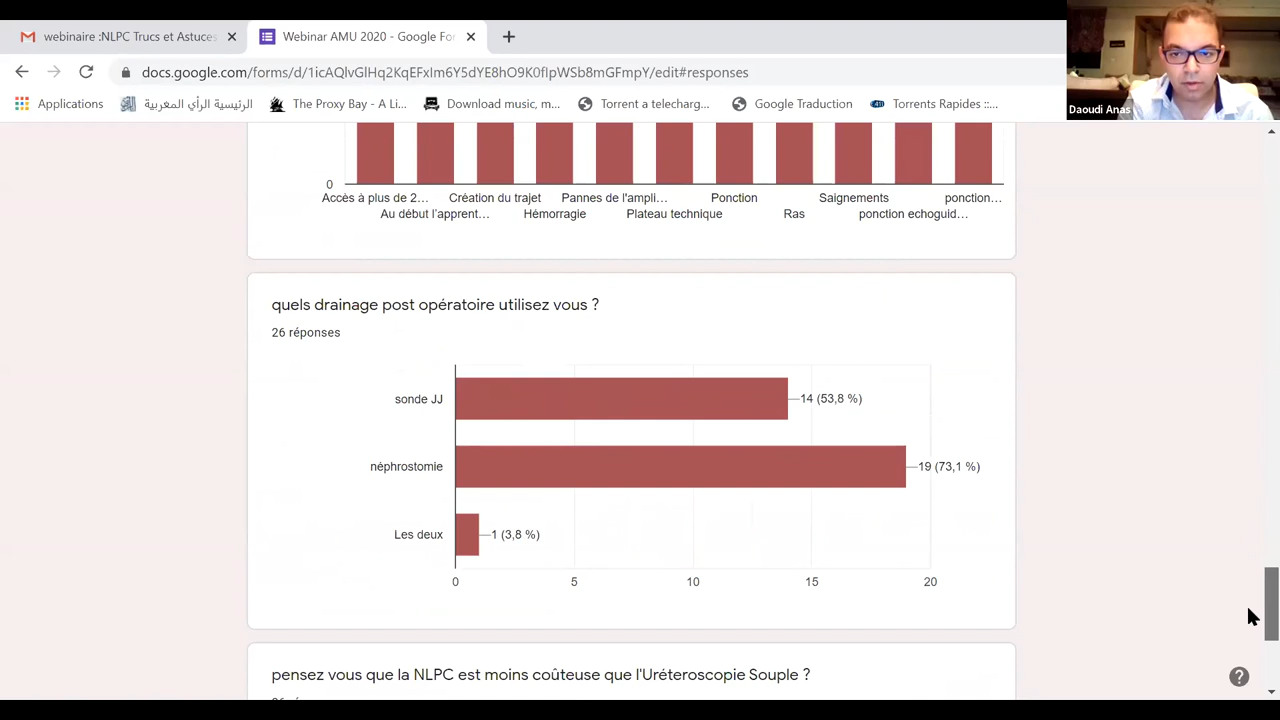 webinaire :NLPC Trucs et Astuces
Webinar AMU 2020 - Google For
docs.google.com/forms/d/1icAQlvGlHq2KqEFxIm6Y5dYE8hO9K0fIpWSb8mGFmpY/edit#responses
Applications
الرئيسية الرأي المغربية
The Proxy Bay - A Li...
Download music, m...
Torrent a telecharg...
Google Traduction
Torrents Rapides ::...
Daoudi Anas
0
Accès à plus de 2…
Création du trajet
Pannes de l'ampli…
Ponction
Saignements
ponction…
Au début l'apprent…
Hémorragie
Plateau technique
Ras
ponction echoguid…
quels drainage post opératoire utilisez vous ?
26 réponses
sonde JJ
14 (53,8 %)
néphrostomie
19 (73,1 %)
Les deux
1 (3,8 %)
0 5 10 15 20
pensez vous que la NLPC est moins coûteuse que l'Uréteroscopie Souple ?